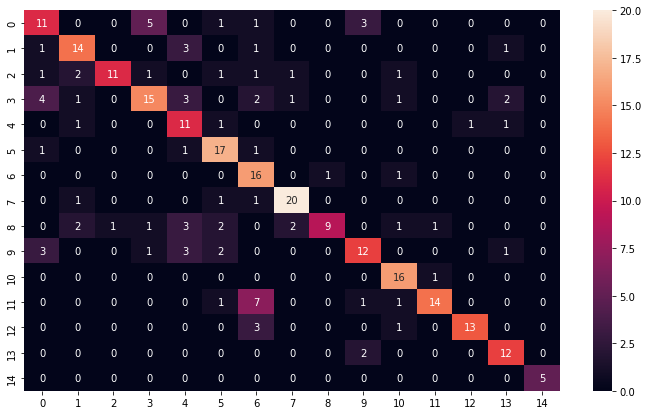 0 11 0 0 5 0 1 1 0 0 3 0 0 0 0 0
1 1 14 0 0 3 0 1 0 0 0 0 0 0 1 0
2 1 2 11 1 0 1 1 1 0 0 1 0 0 0 0
3 4 1 0 15 3 0 2 1 0 0 1 0 0 2 0
4 0 1 0 0 11 1 0 0 0 0 0 0 1 1 0
5 1 0 0 0 1 17 1 0 0 0 0 0 0 0 0
6 0 0 0 0 0 0 16 0 1 0 1 0 0 0 0
7 0 1 0 0 0 1 1 20 0 0 0 0 0 0 0
8 0 2 1 1 3 2 0 2 9 0 1 1 0 0 0
9 3 0 0 1 3 2 0 0 0 12 0 0 0 1 0
10 0 0 0 0 0 0 0 0 0 0 16 1 0 0 0
11 0 0 0 0 0 1 7 0 0 1 1 14 0 0 0
12 0 0 0 0 0 0 3 0 0 0 1 0 13 0 0
13 0 0 0 0 0 0 0 0 0 2 0 0 0 12 0
14 0 0 0 0 0 0 0 0 0 0 0 0 0 0 5
0 1 2 3 4 5 6 7 8 9 10 11 12 13 14
20.0
17.5
15.0
12.5
10.0
7.5
5.0
2.5
0.0